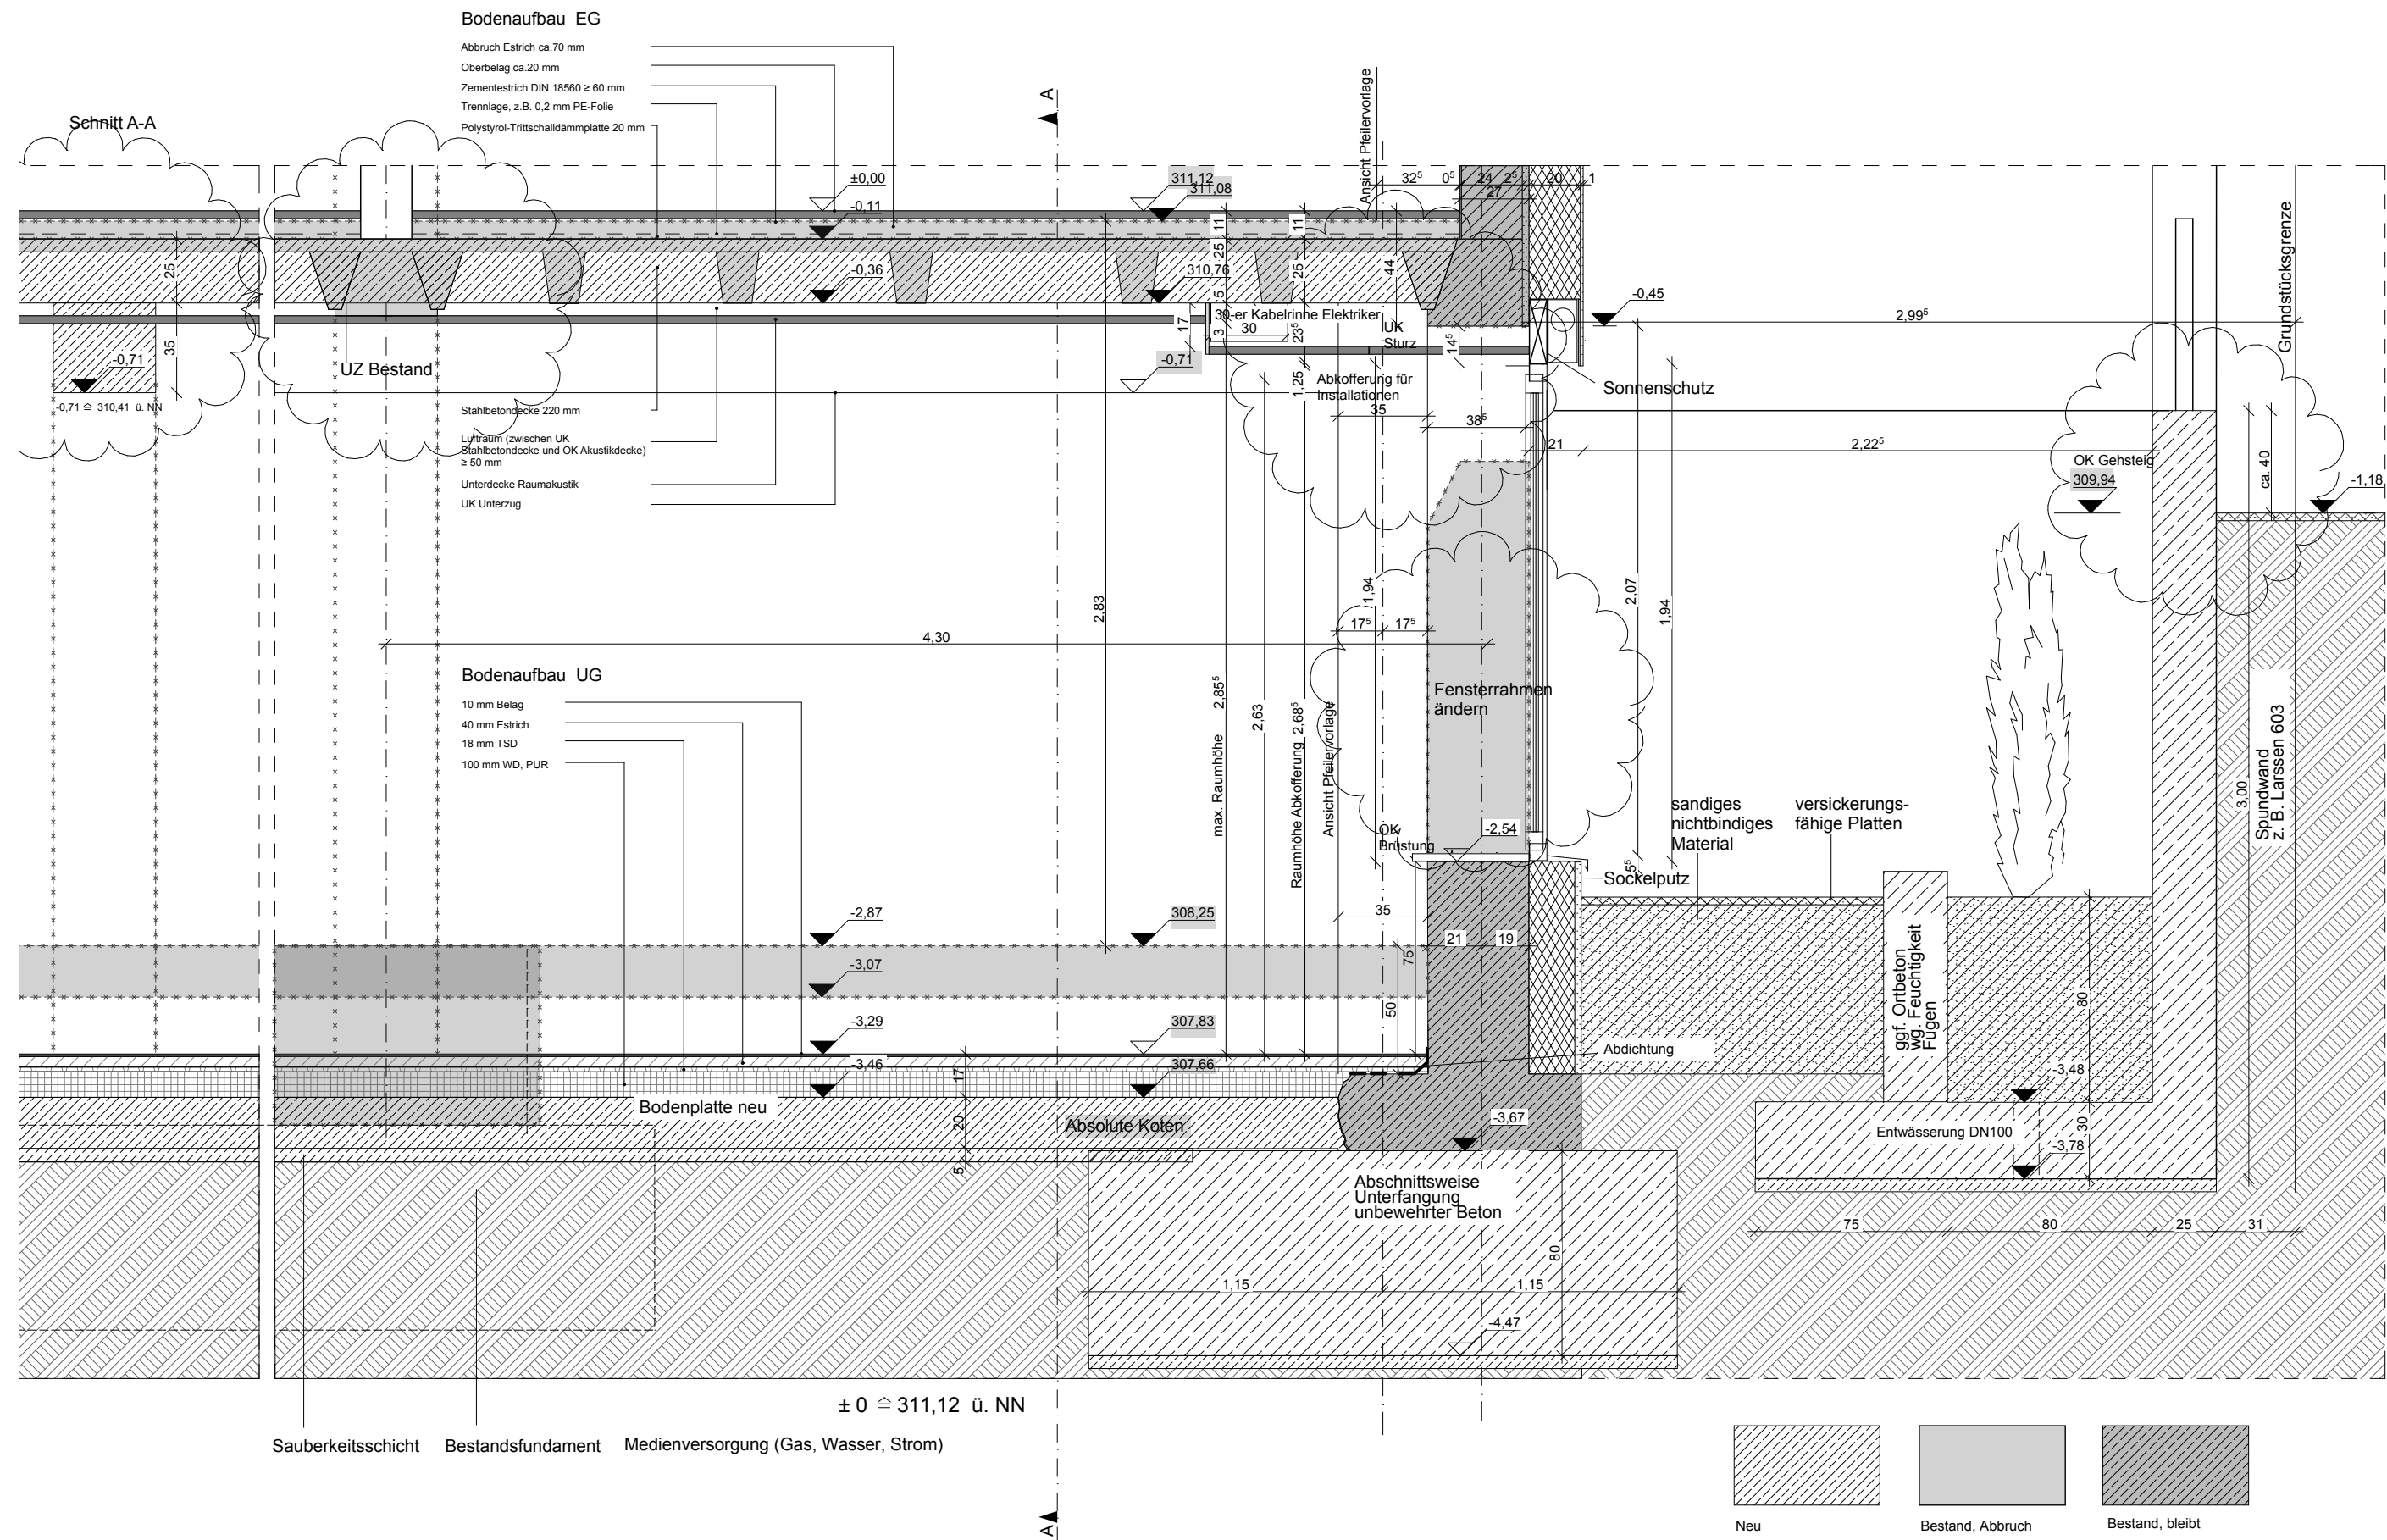 Bodenaufbau EG
Abbruch Estrich ca.70 mm
Oberbelag ca.20 mm
Zementestrich DIN 18560 ≥ 60 mm
Trennlage, z.B. 0,2 mm PE-Folie
Polystyrol-Trittschalldämmplatte 20 mm
Schnitt A-A
A
Ansicht Pfeilervorlage
±0,00
-0,11
-0,36
311,12
311,08
310,76
32⁵
0⁵
24
2⁵
20
1
27
11
11
25
25
5
44
25
35
-0,71
-0,71 ≙ 310,41 ü. NN
UZ Bestand
17
3
30-er Kabelrinne Elektriker
30
23⁵
UK
Sturz
14⁵
-0,71
1,25
Abkofferung für
Installationen
35
38⁵
-0,45
2,99⁵
Sonnenschutz
Grundstücksgrenze
21
2,22⁵
OK Gehsteig
309,94
ca. 40
-1,18
Stahlbetondecke 220 mm
Luftraum (zwischen UK
Stahlbetondecke und OK Akustikdecke)
≥ 50 mm
Unterdecke Raumakustik
UK Unterzug
2,83
4,30
1,94
17⁵
17⁵
2,07
1,94
Bodenaufbau UG
10 mm Belag
40 mm Estrich
18 mm TSD
100 mm WD, PUR
max. Raumhöhe 2,85⁵
2,63
Raumhöhe Abkofferung 2,68⁵
Ansicht Pfeilervorlage
Fensterrahmen
ändern
OK
Brüstung
-2,54
5⁵
Sockelputz
sandiges
nichtbindiges
Material
versickerungs-
fähige Platten
3,00
Spundwand
z. B. Larssen 603
-2,87
308,25
35
21
19
75
50
-3,07
-3,29
307,83
-3,46
307,66
17
20
5
Abdichtung
ggf. Ortbeton
wg. Feuchtigkeit
Fugen
80
-3,48
Bodenplatte neu
Absolute Koten
-3,67
Entwässerung DN100
30
-3,78
Abschnittsweise
Unterfangung
unbewehrter Beton
75
80
25
31
80
1,15
1,15
-4,47
± 0 ≙ 311,12 ü. NN
Sauberkeitsschicht
Bestandsfundament
Medienversorgung (Gas, Wasser, Strom)
A
Neu
Bestand, Abbruch
Bestand, bleibt